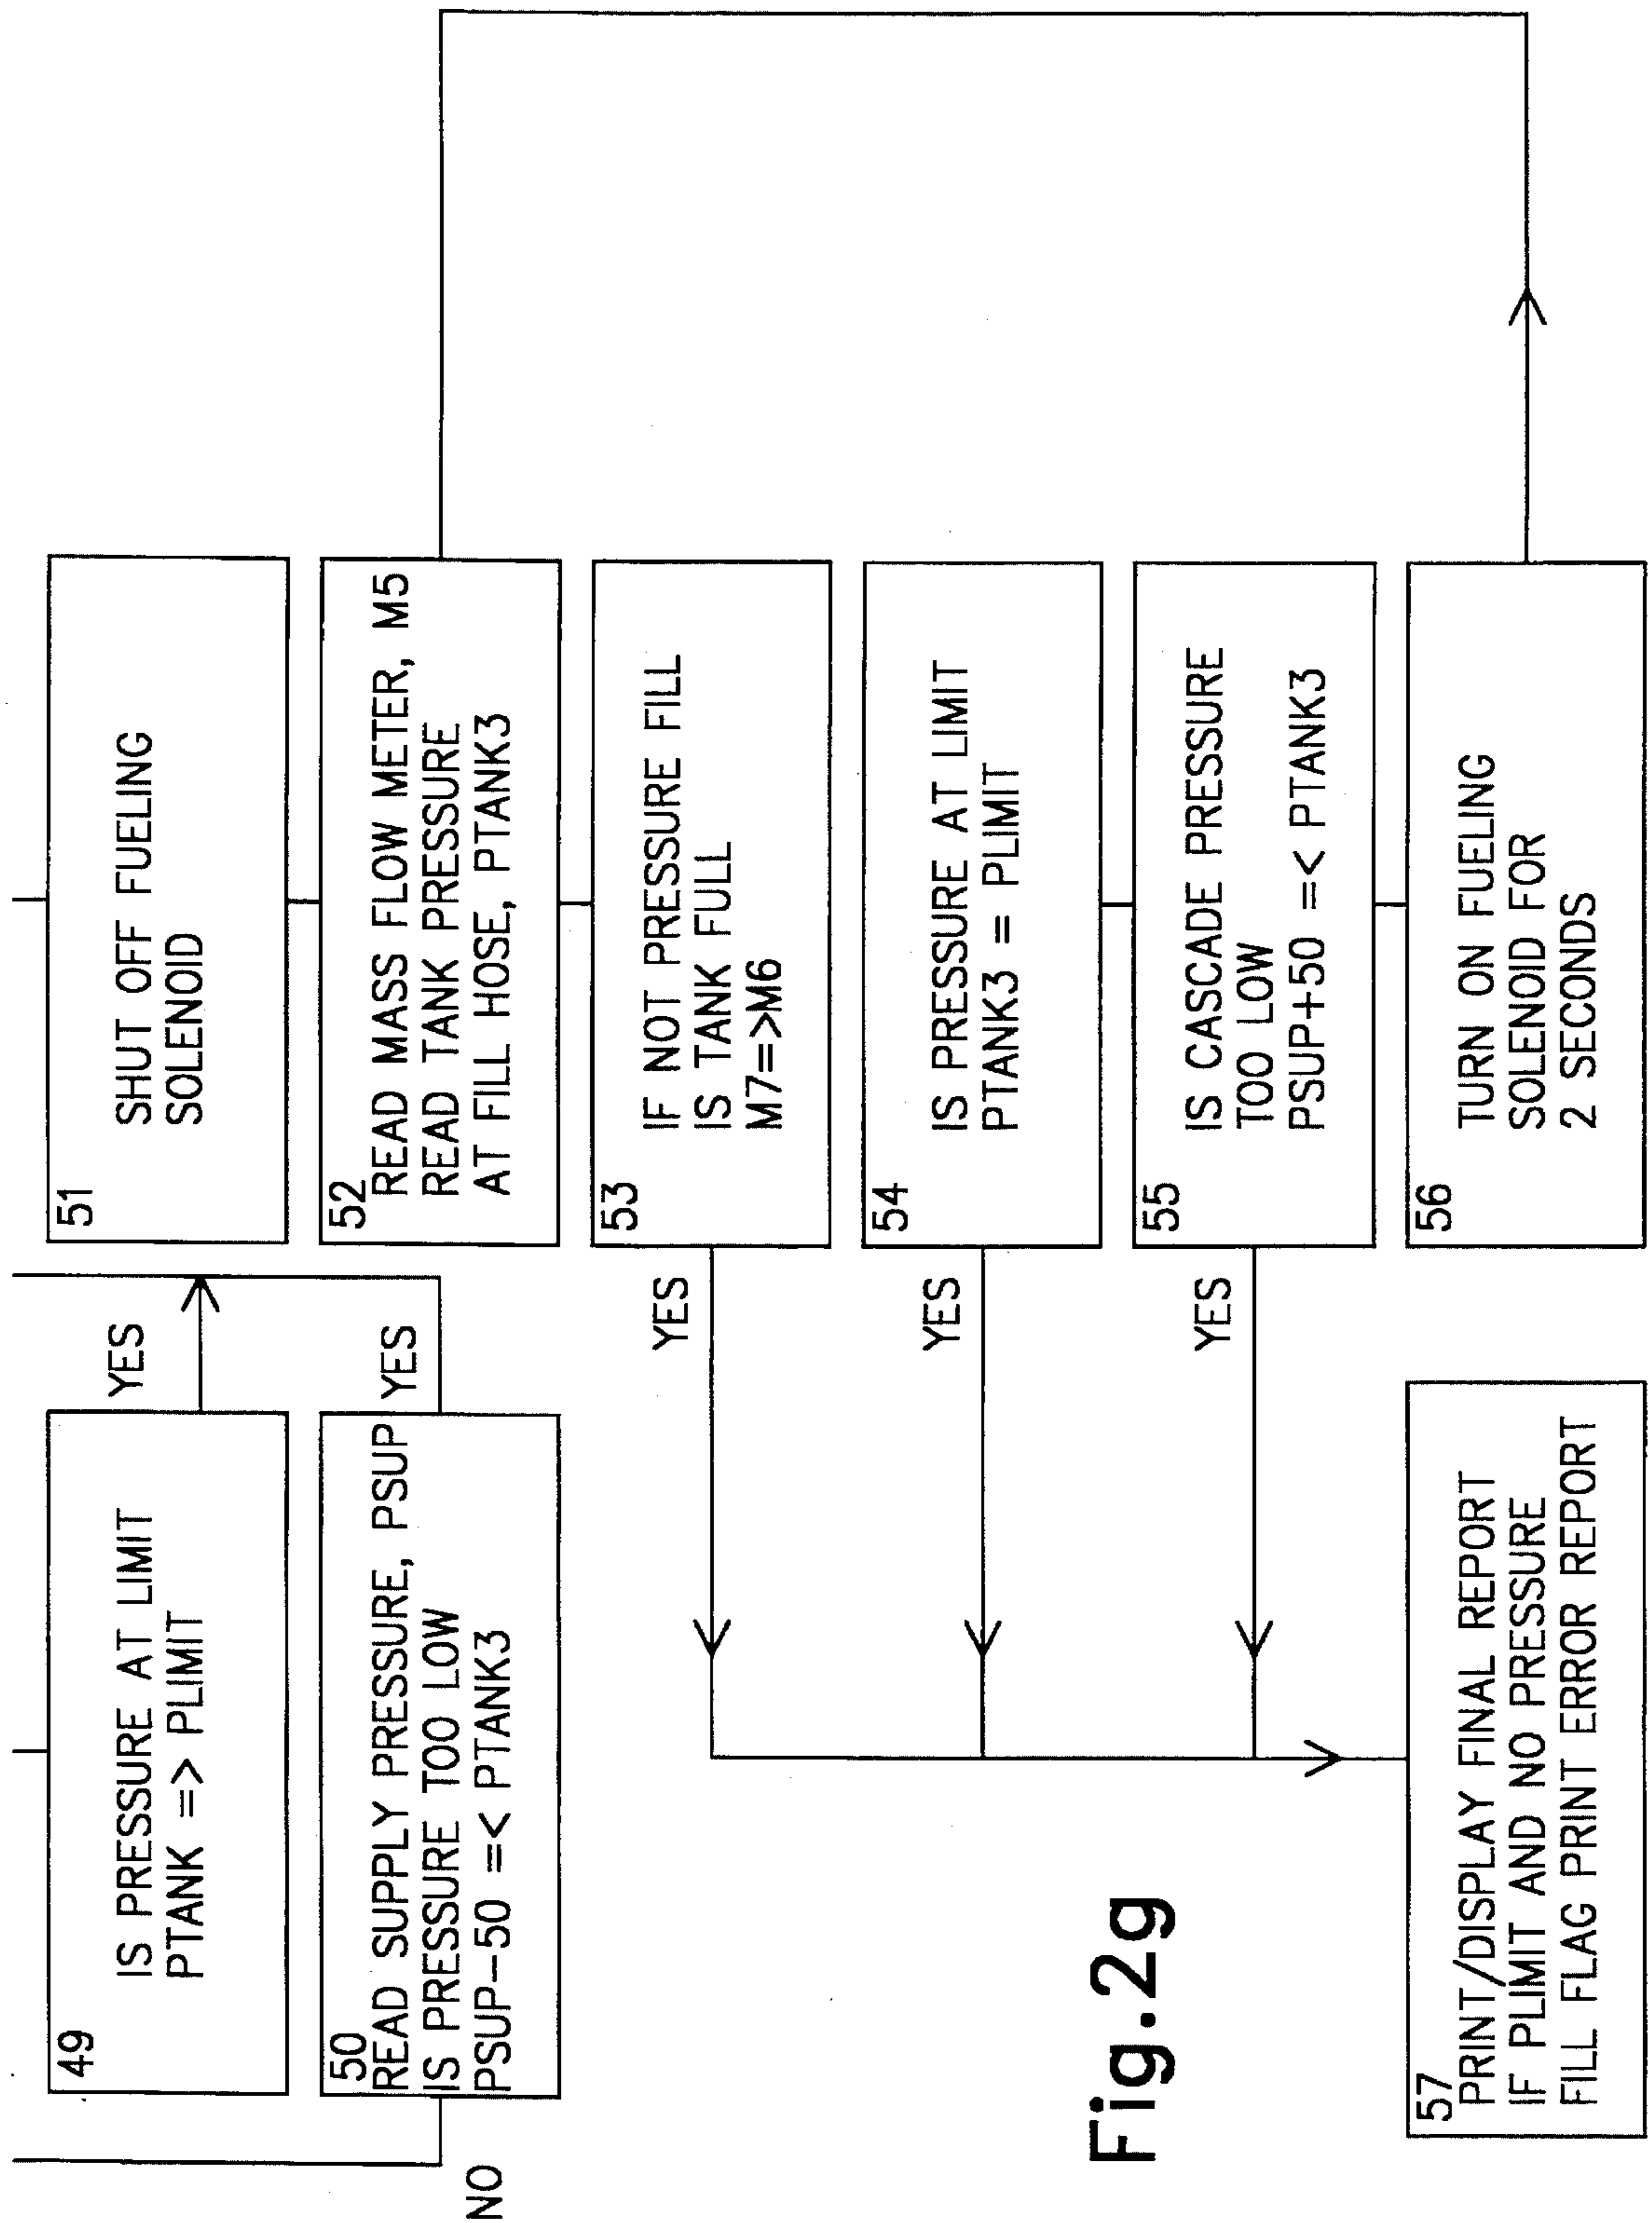 49
IS PRESSURE AT LIMIT
PTANK => PLIMIT
YES
50
READ SUPPLY PRESSURE, PSUP
IS PRESSURE TOO LOW
PSUP-50 =< PTANK3
YES
NO
51
SHUT OFF FUELING
SOLENOID
52
READ MASS FLOW METER, M5
READ TANK PRESSURE
AT FILL HOSE, PTANK3
53
IF NOT PRESSURE FILL
IS TANK FULL
M7=>M6
YES
54
IS PRESSURE AT LIMIT
PTANK3 = PLIMIT
YES
55
IS CASCADE PRESSURE
TOO LOW
PSUP+50 =< PTANK3
YES
56
TURN ON FUELING
SOLENOID FOR
2 SECONDS
57
PRINT/DISPLAY FINAL REPORT
IF PLIMIT AND NO PRESSURE
FILL FLAG PRINT ERROR REPORT
Fig.2g